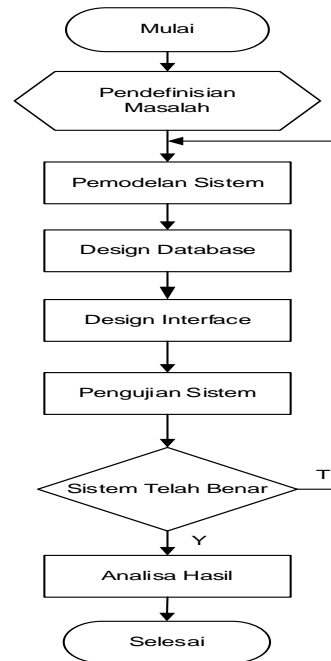 Mulai
Pendefinisian
Masalah
Pemodelan Sistem
Design Database
Design Interface
Pengujian Sistem
Sistem Telah Benar
T
Y
Analisa Hasil
Selesai